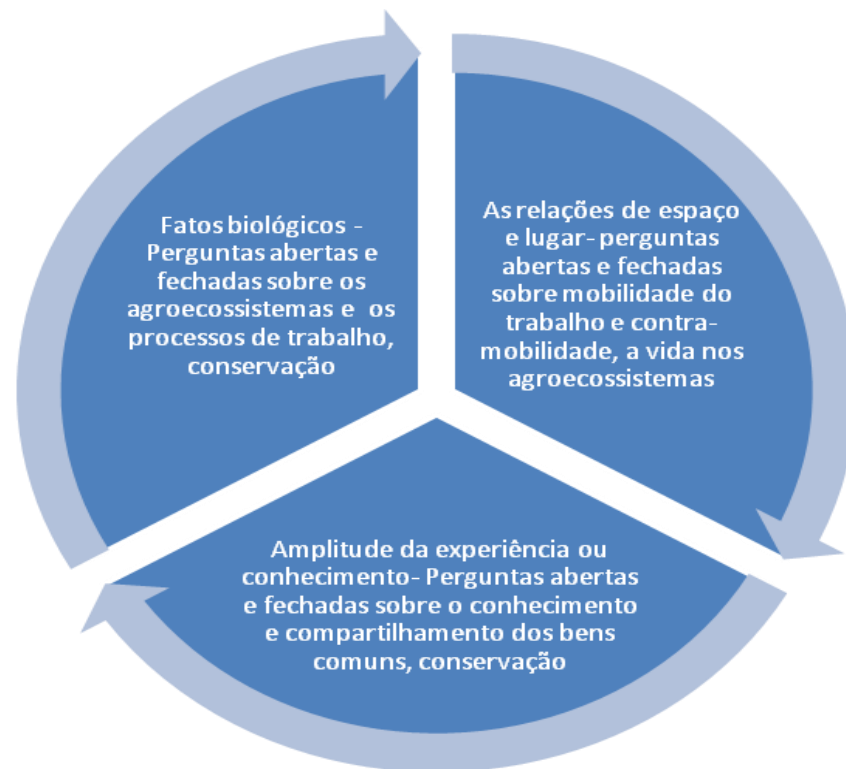 Fatos biológicos -
Perguntas abertas e
fechadas sobre os
agroecossistemas e os
processos de trabalho,
conservação
As relações de espaço
e lugar- perguntas
abertas e fechadas
sobre mobilidade do
trabalho e contra-
mobilidade, a vida nos
agroecossistemas
Amplitude da experiência ou
conhecimento- Perguntas abertas
e fechadas sobre o conhecimento
e compartilhamento dos bens
comuns, conservação